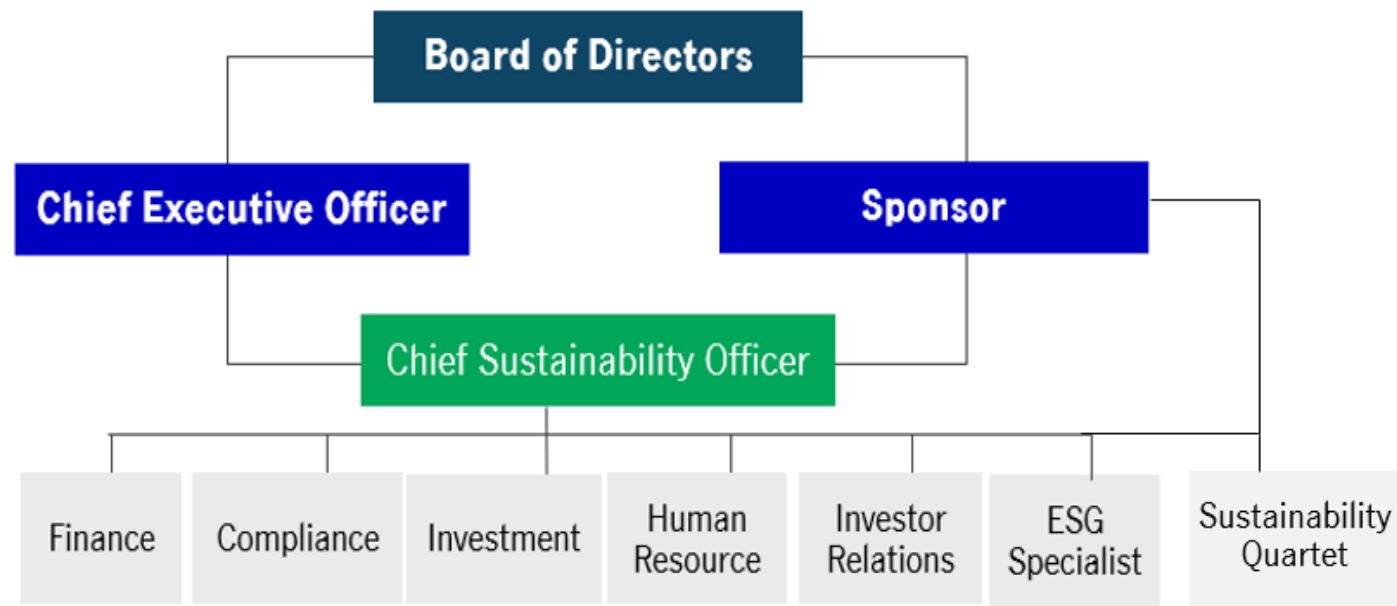 Board of Directors
Chief Executive Officer
Sponsor
Chief Sustainability Officer
Finance
Compliance
Investment
Human
Resource
Investor
Relations
ESG
Specialist
Sustainability
Quartet